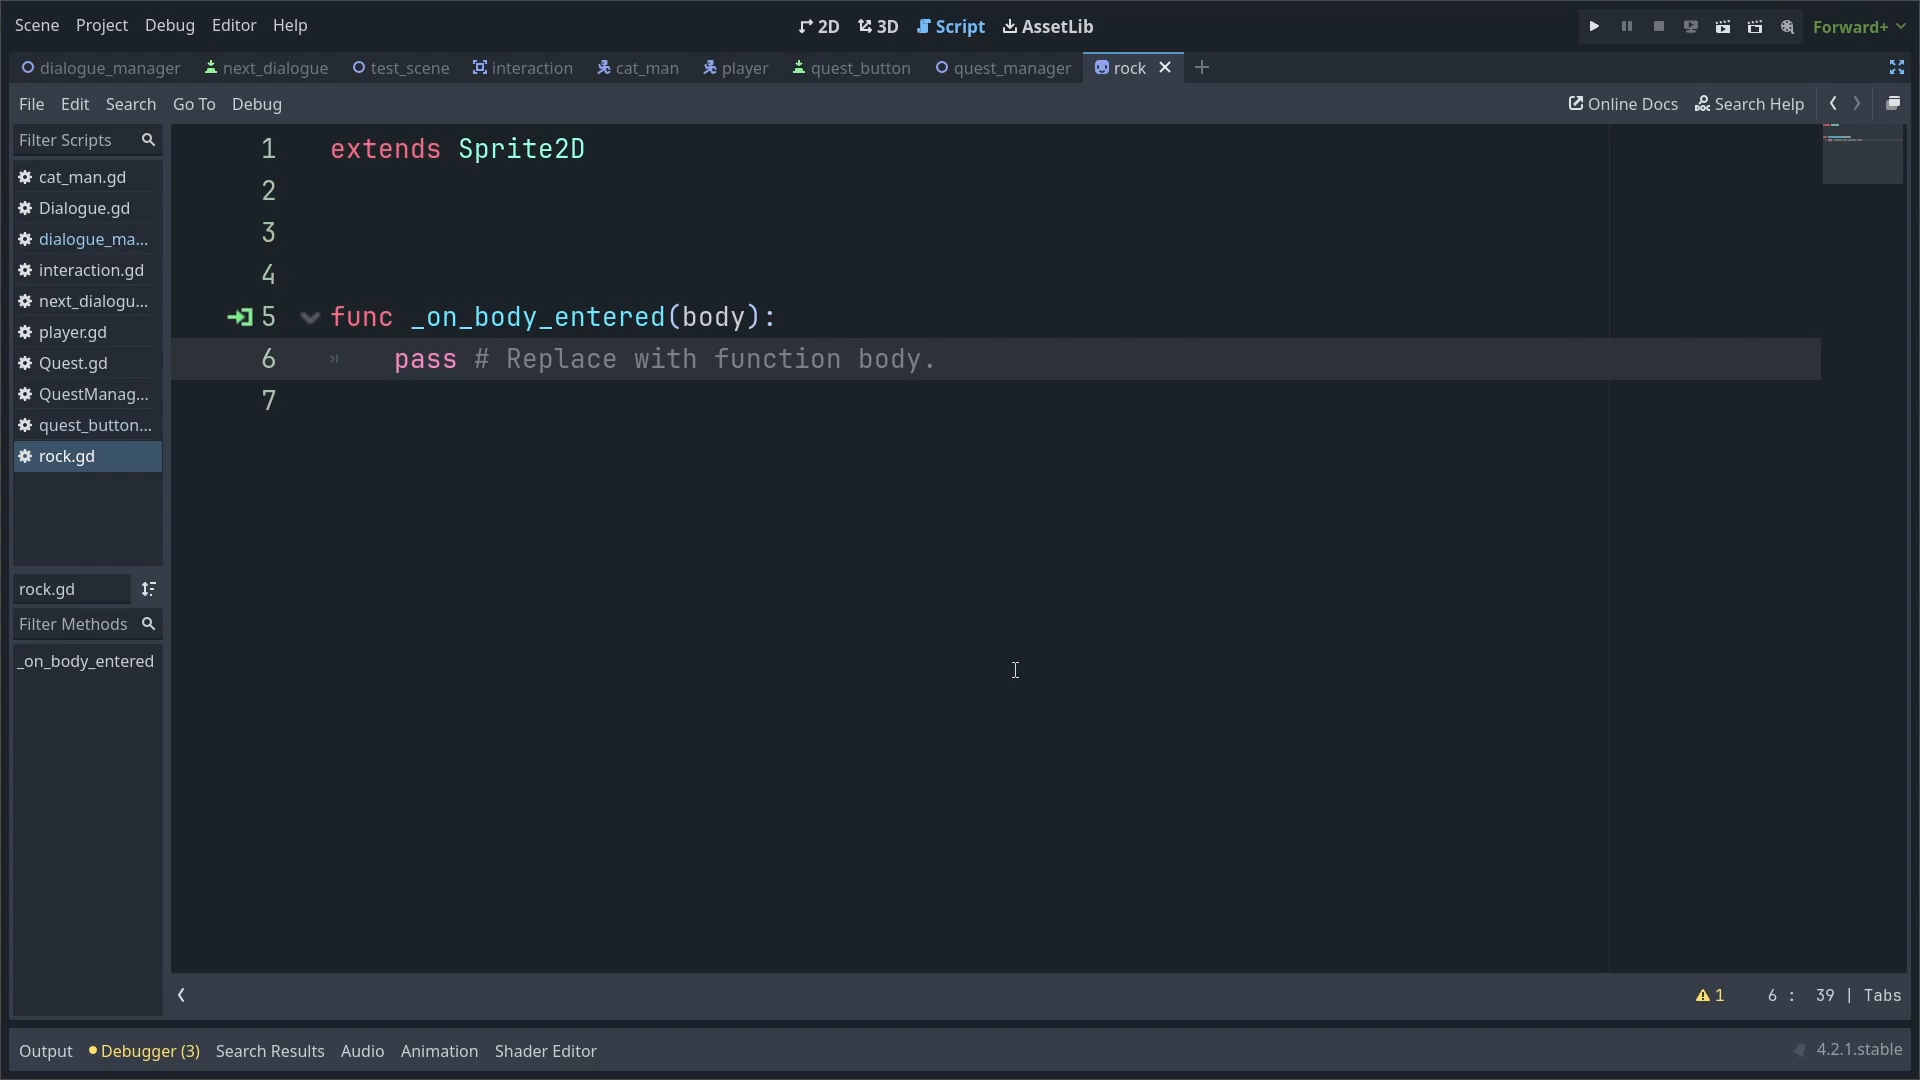 Scene Project Debug Editor Help 2D 3D Script AssetLib Forward+
dialogue_manager next_dialogue test_scene interaction cat_man player quest_button quest_manager rock
File Edit Search Go To Debug Online Docs Search Help
Filter Scripts
cat_man.gd
Dialogue.gd
dialogue_ma...
interaction.gd
next_dialogu...
player.gd
Quest.gd
QuestManag...
quest_button...
rock.gd
rock.gd
Filter Methods
_on_body_entered
1 extends Sprite2D
2
3
4
5 func _on_body_entered(body):
6 pass # Replace with function body.
7
1 6 : 39 | Tabs
Output Debugger (3) Search Results Audio Animation Shader Editor 4.2.1.stable